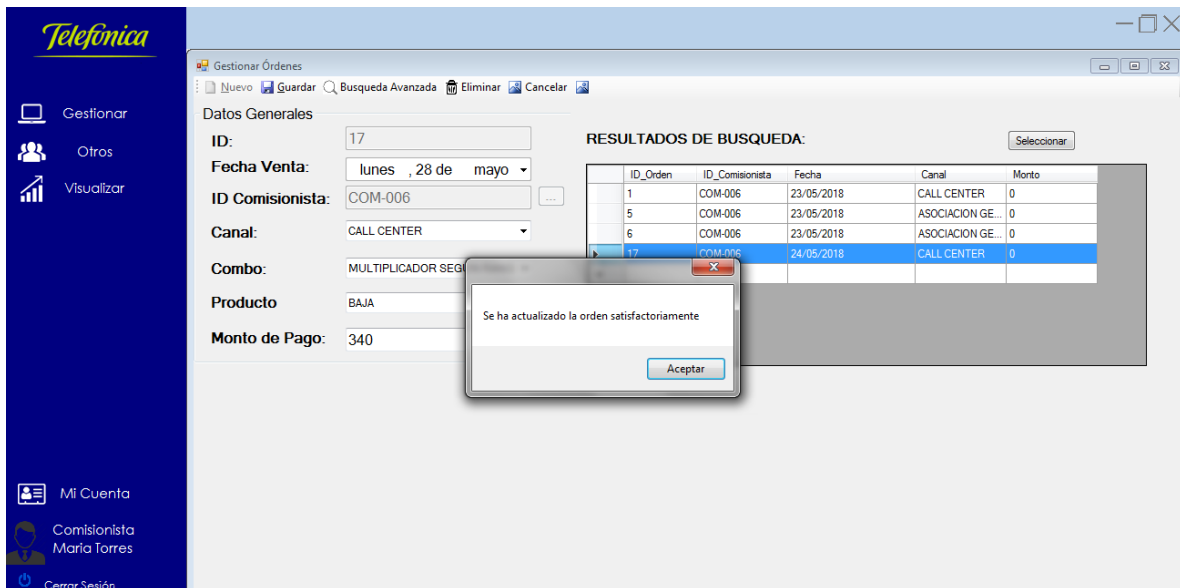 Telefónica
Gestionar
Otros
Visualizar
Mi Cuenta
Comisionista
Maria Torres
Cerrar Sesión
Gestionar Órdenes
Nuevo Guardar Busqueda Avanzada Eliminar Cancelar
Datos Generales
ID: 17
Fecha Venta: lunes , 28 de mayo
ID Comisionista: COM-006 ...
Canal: CALL CENTER
Combo: MULTIPLICADOR
Producto BAJA
Monto de Pago: 340
RESULTADOS DE BUSQUEDA: Seleccionar
ID_Orden ID_Comisionista Fecha Canal Monto
1 COM-006 23/05/2018 CALL CENTER 0
5 COM-006 23/05/2018 ASOCIACION GE... 0
6 COM-006 23/05/2018 ASOCIACION GE... 0
17 COM-006 24/05/2018 CALL CENTER 0
Se ha actualizado la orden satisfactoriamente
Aceptar